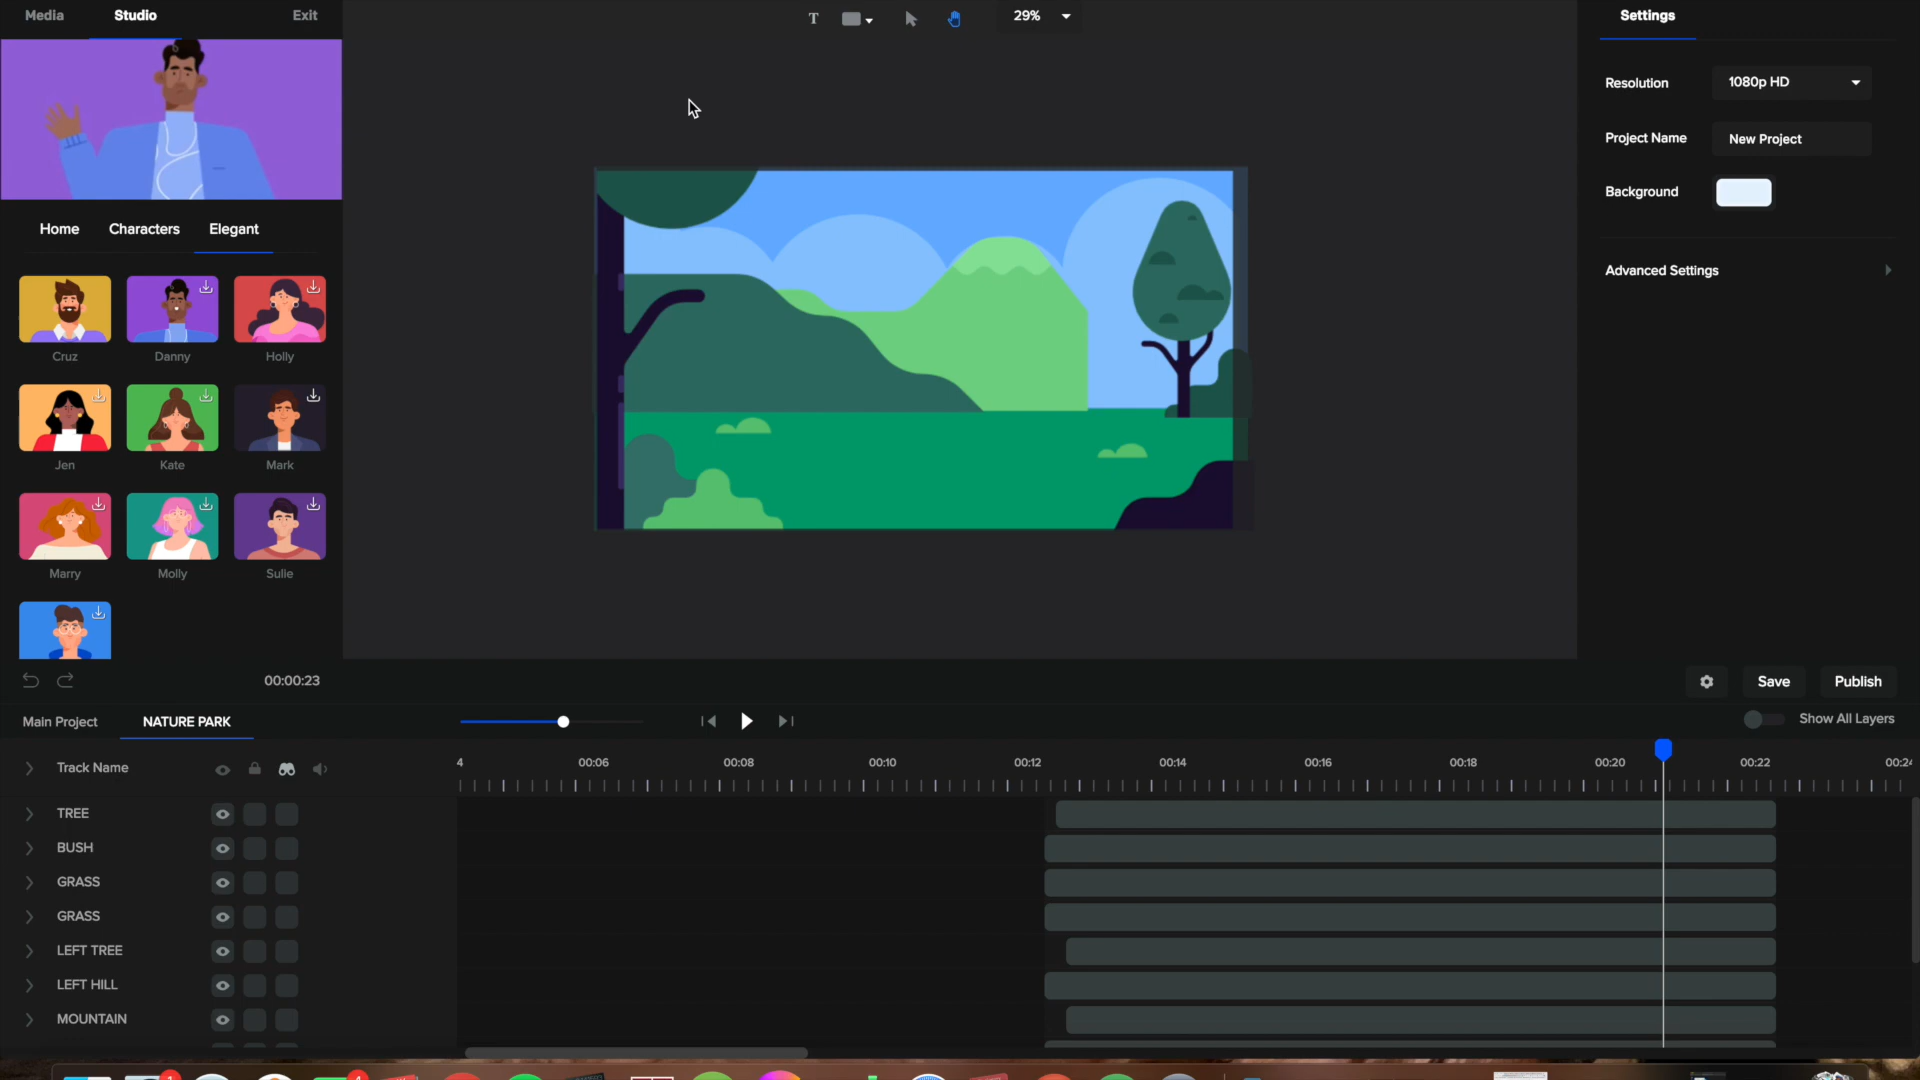 Media Studio Exit
T 29%
Settings
Resolution 1080p HD
Project Name New Project
Background
Advanced Settings
Home Characters Elegant
Cruz Danny Holly
Jen Kate Mark
Marry Molly Sulie
00:00:23
Save Publish
Main Project NATURE PARK
Show All Layers
Track Name
4 00:06 00:08 00:10 00:12 00:14 00:16 00:18 00:20 00:22 00:24
TREE
BUSH
GRASS
GRASS
LEFT TREE
LEFT HILL
MOUNTAIN